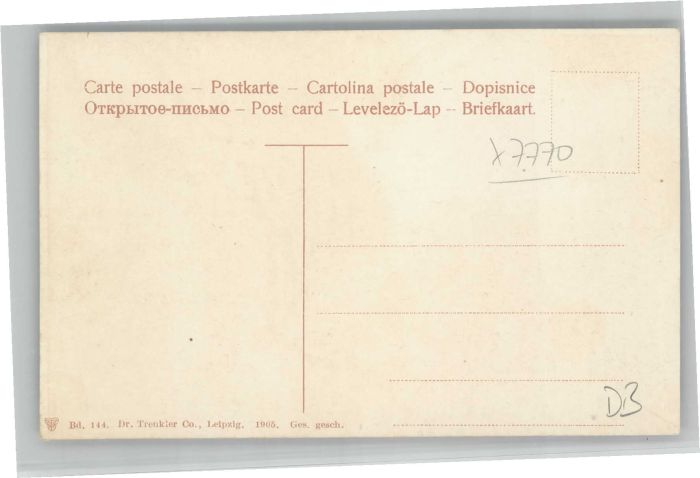 Carte postale – Postkarte – Cartolina postale – Dopisnice
Открытое-письмо – Post card – Levelezö-Lap – Briefkaart.
x7770
DB
Bd. 144. Dr. Trenkler Co., Leipzig. 1905. Ges. gesch.